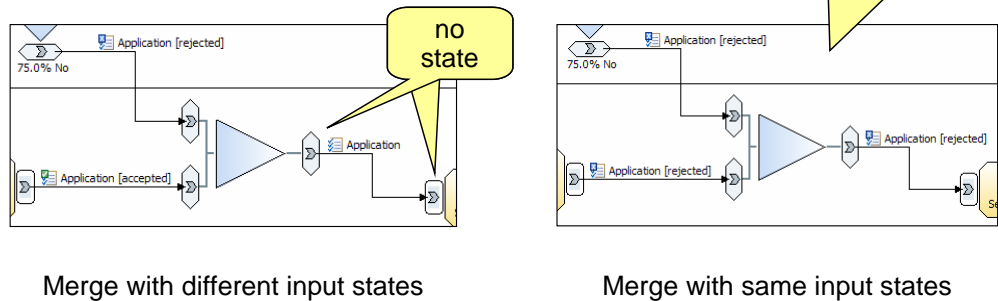 Application [rejected]
no
state
75.0% No
Application
Application [accepted]
Application [rejected]
75.0% No
Application [rejected]
Application [rejected]
Se
Merge with different input states
Merge with same input states